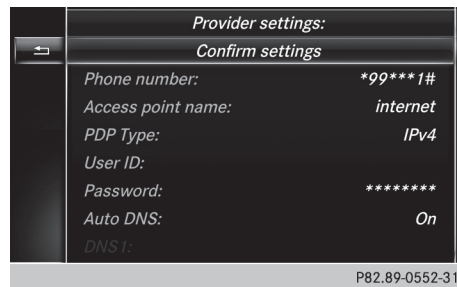 Provider settings:
Confirm settings
Phone number: *99***1#
Access point name: internet
PDP Type: IPv4
User ID:
Password: ********
Auto DNS: On
DNS1:
P82.89-0552-31